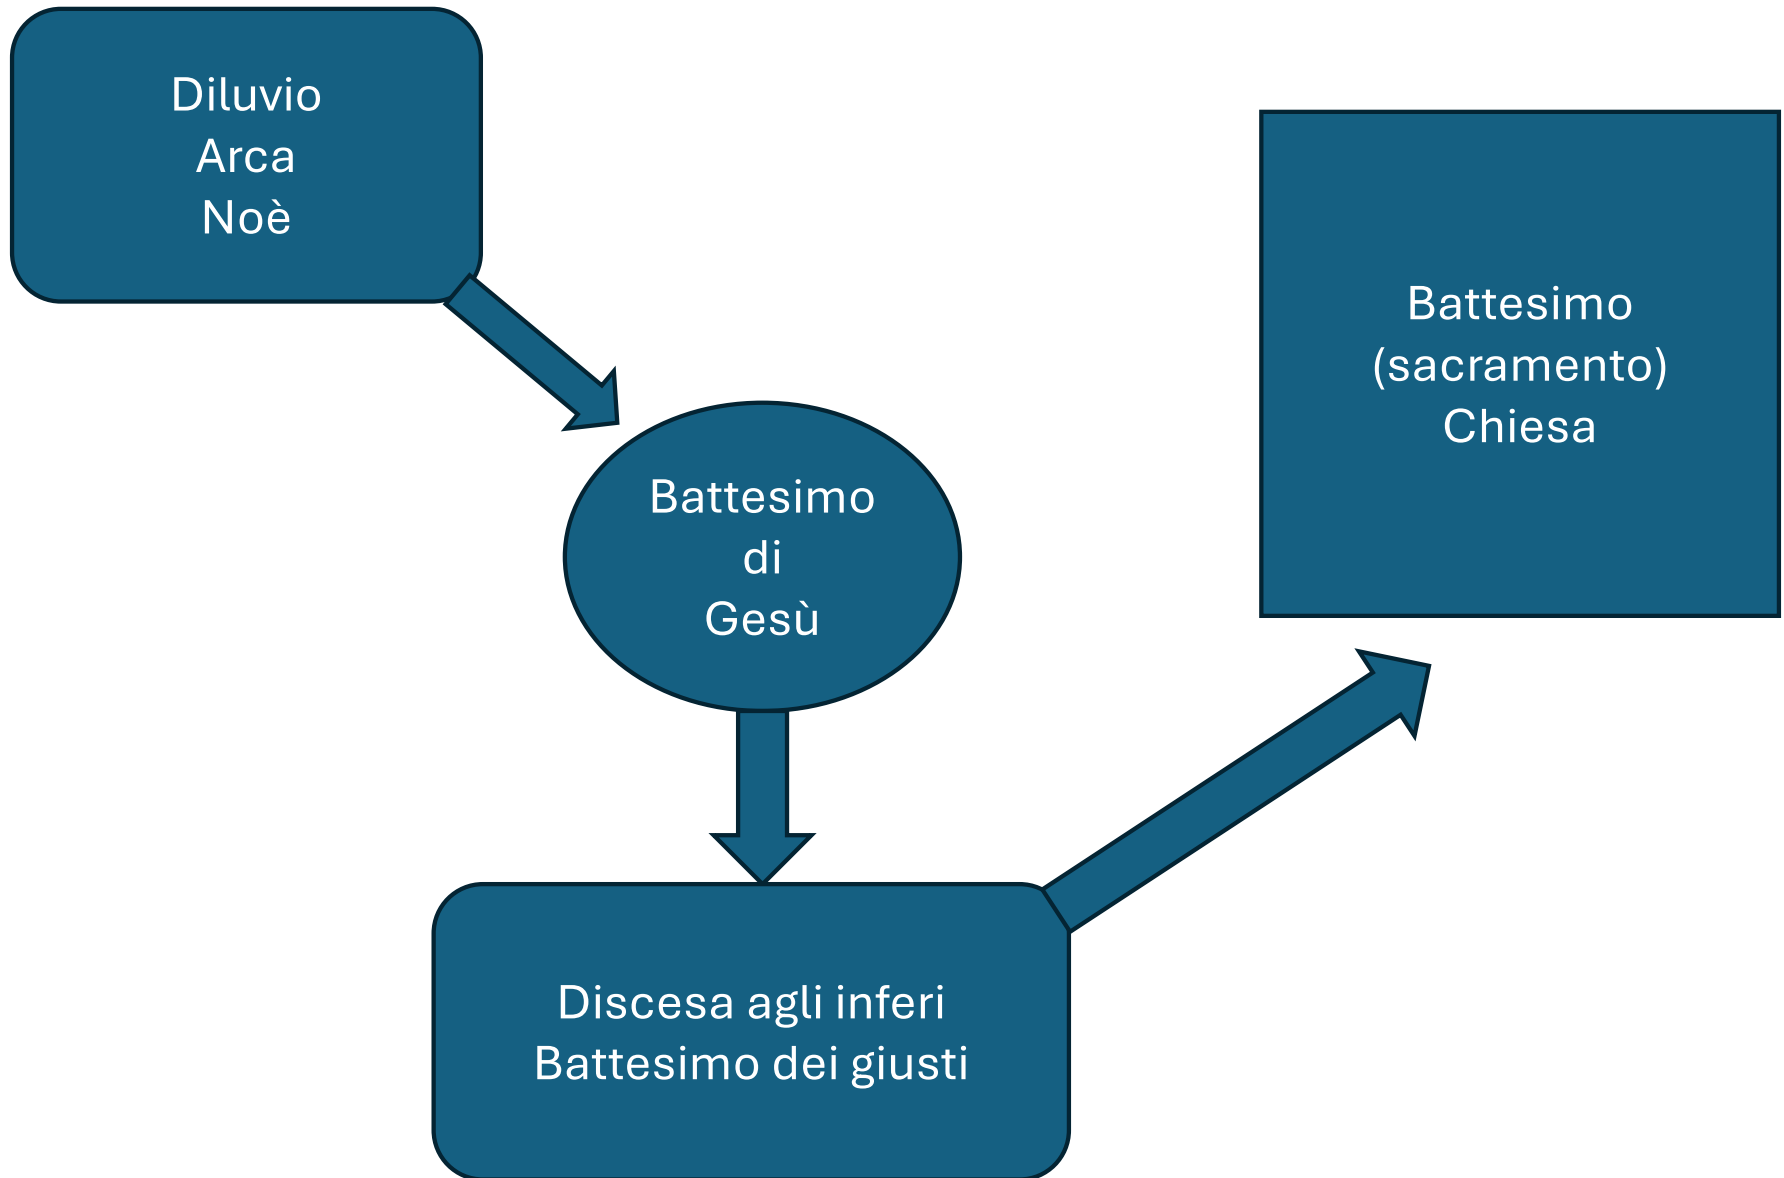 Diluvio
Arca
Noè
Battesimo
di
Gesù
Discesa agli inferi
Battesimo dei giusti
Battesimo
(sacramento)
Chiesa